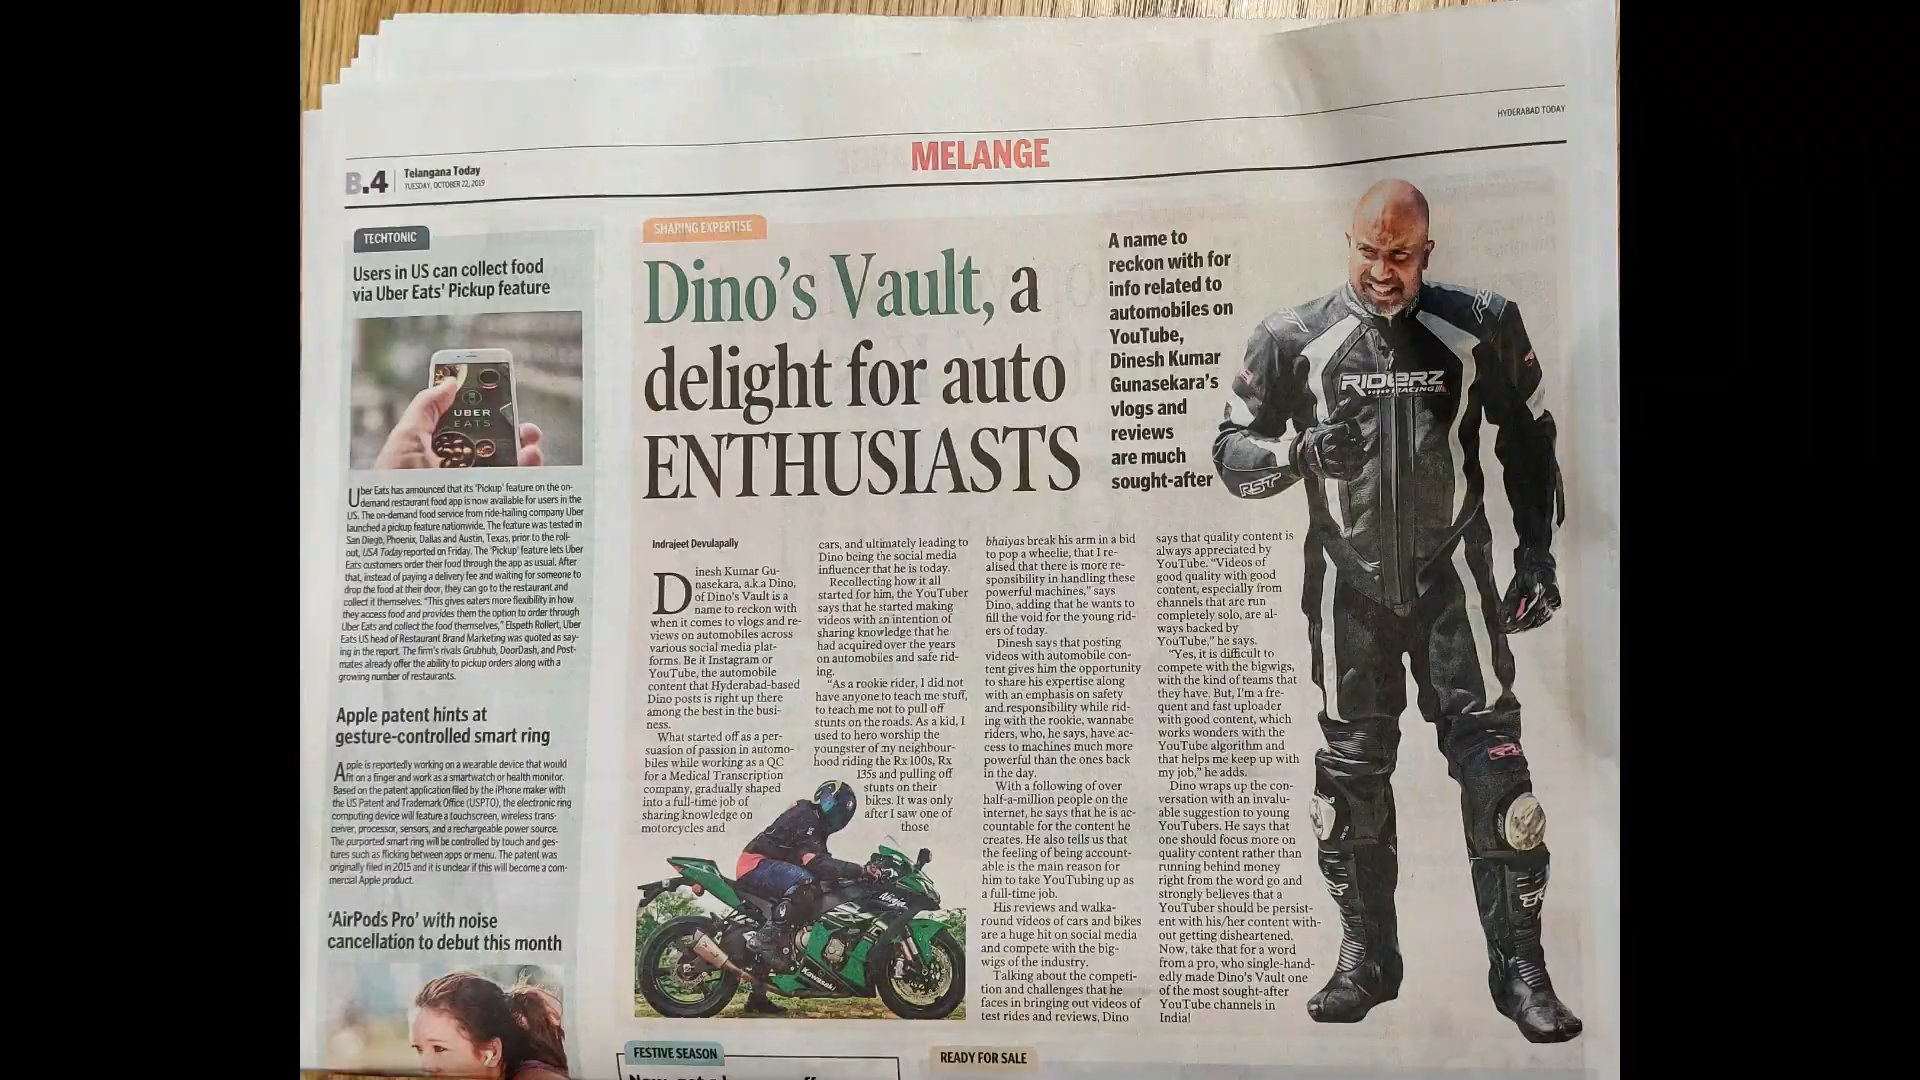 HYDERABAD TODAY
MELANGE
B.4
Telangana Today
TUESDAY, OCTOBER 22, 2019
TECHTONIC
Users in US can collect food
via Uber Eats' Pickup feature
UBER
EATS
Uber Eats has announced that its 'Pickup' feature on the on-
demand restaurant food app is now available for users in the
US. The on-demand food service from ride-hailing company Uber
launched a pickup feature nationwide. The feature was tested in
San Diego, Phoenix, Dallas and Austin, Texas, prior to the roll-
out, USA Today reported on Friday. The 'Pickup' feature lets Uber
Eats customers order their food through the app as usual. After
that, instead of paying a delivery fee and waiting for someone to
drop the food at their door, they can go to the restaurant and
collect it themselves. "This gives eaters more flexibility in how
they access food and provides them the option to order through
Uber Eats and collect the food themselves," Elspeth Rollert, Uber
Eats US head of Restaurant Brand Marketing was quoted as say-
ing in the report. The firm's rivals Grubhub, DoorDash, and Post-
mates already offer the ability to pickup orders along with a
growing number of restaurants.
Apple patent hints at
gesture-controlled smart ring
Apple is reportedly working on a wearable device that would
fit on a finger and work as a smartwatch or health monitor.
Based on the patent application filed by the iPhone maker with
the US Patent and Trademark Office (USPTO), the electronic ring
computing device will feature a touchscreen, wireless trans-
ceiver, processor, sensors, and a rechargeable power source.
The purported smart ring will be controlled by touch and ges-
tures such as flicking between apps or menu. The patent was
originally filed in 2015 and it is unclear if this will become a com-
mercial Apple product.
'AirPods Pro' with noise
cancellation to debut this month
SHARING EXPERTISE
Dino's Vault, a
delight for auto
ENTHUSIASTS
A name to
reckon with for
info related to
automobiles on
YouTube,
Dinesh Kumar
Gunasekara's
vlogs and
reviews
are much
sought-after
Indrajeet Devulapally
Dinesh Kumar Gu-
nasekara, a.k.a Dino,
of Dino's Vault is a
name to reckon with
when it comes to vlogs and re-
views on automobiles across
various social media plat-
forms. Be it Instagram or
YouTube, the automobile
content that Hyderabad-based
Dino posts is right up there
among the best in the busi-
ness.
What started off as a per-
suasion of passion in automo-
biles while working as a QC
for a Medical Transcription
company, gradually shaped
into a full-time job of
sharing knowledge on
motorcycles and
cars, and ultimately leading to
Dino being the social media
influencer that he is today.
Recollecting how it all
started for him, the YouTuber
says that he started making
videos with an intention of
sharing knowledge that he
had acquired over the years
on automobiles and safe rid-
ing.
"As a rookie rider, I did not
have anyone to teach me stuff,
to teach me not to pull off
stunts on the roads. As a kid, I
used to hero worship the
youngster of my neighbour-
hood riding the Rx 100s, Rx
135s and pulling off
stunts on their
bikes. It was only
after I saw one of
those
bhaiyas break his arm in a bid
to pop a wheelie, that I re-
alised that there is more re-
sponsibility in handling these
powerful machines," says
Dino, adding that he wants to
fill the void for the young rid-
ers of today.
Dinesh says that posting
videos with automobile con-
tent gives him the opportunity
to share his expertise along
with an emphasis on safety
and responsibility while rid-
ing with the rookie, wannabe
riders, who, he says, have ac-
cess to machines much more
powerful than the ones back
in the day.
With a following of over
half-a-million people on the
internet, he says that he is ac-
countable for the content he
creates. He also tells us that
the feeling of being account-
able is the main reason for
him to take YouTubing up as
a full-time job.
His reviews and walka-
round videos of cars and bikes
are a huge hit on social media
and compete with the big-
wigs of the industry.
Talking about the competi-
tion and challenges that he
faces in bringing out videos of
test rides and reviews, Dino
says that quality content is
always appreciated by
YouTube. "Videos of
good quality with good
content, especially from
channels that are run
completely solo, are al-
ways backed by
YouTube," he says.
"Yes, it is difficult to
compete with the bigwigs,
with the kind of teams that
they have. But, I'm a fre-
quent and fast uploader
with good content, which
works wonders with the
YouTube algorithm and
that helps me keep up with
my job," he adds.
Dino wraps up the con-
versation with an invalu-
able suggestion to young
YouTubers. He says that
one should focus more on
quality content rather than
running behind money
right from the word go and
strongly believes that a
YouTuber should be persist-
ent with his/her content with-
out getting disheartened.
Now, take that for a word
from a pro, who single-hand-
edly made Dino's Vault one
of the most sought-after
YouTube channels in
India!
RIDERZ
RACING
RST
Ninja
Kawasaki
FESTIVE SEASON
READY FOR SALE